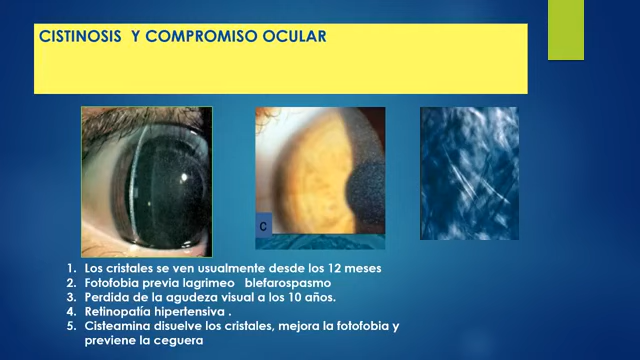 CISTINOSIS Y COMPROMISO OCULAR
C
1. Los cristales se ven usualmente desde los 12 meses
2. Fotofobia previa lagrimeo blefarospasmo
3. Perdida de la agudeza visual a los 10 años.
4. Retinopatía hipertensiva .
5. Cisteamina disuelve los cristales, mejora la fotofobia y
previene la ceguera